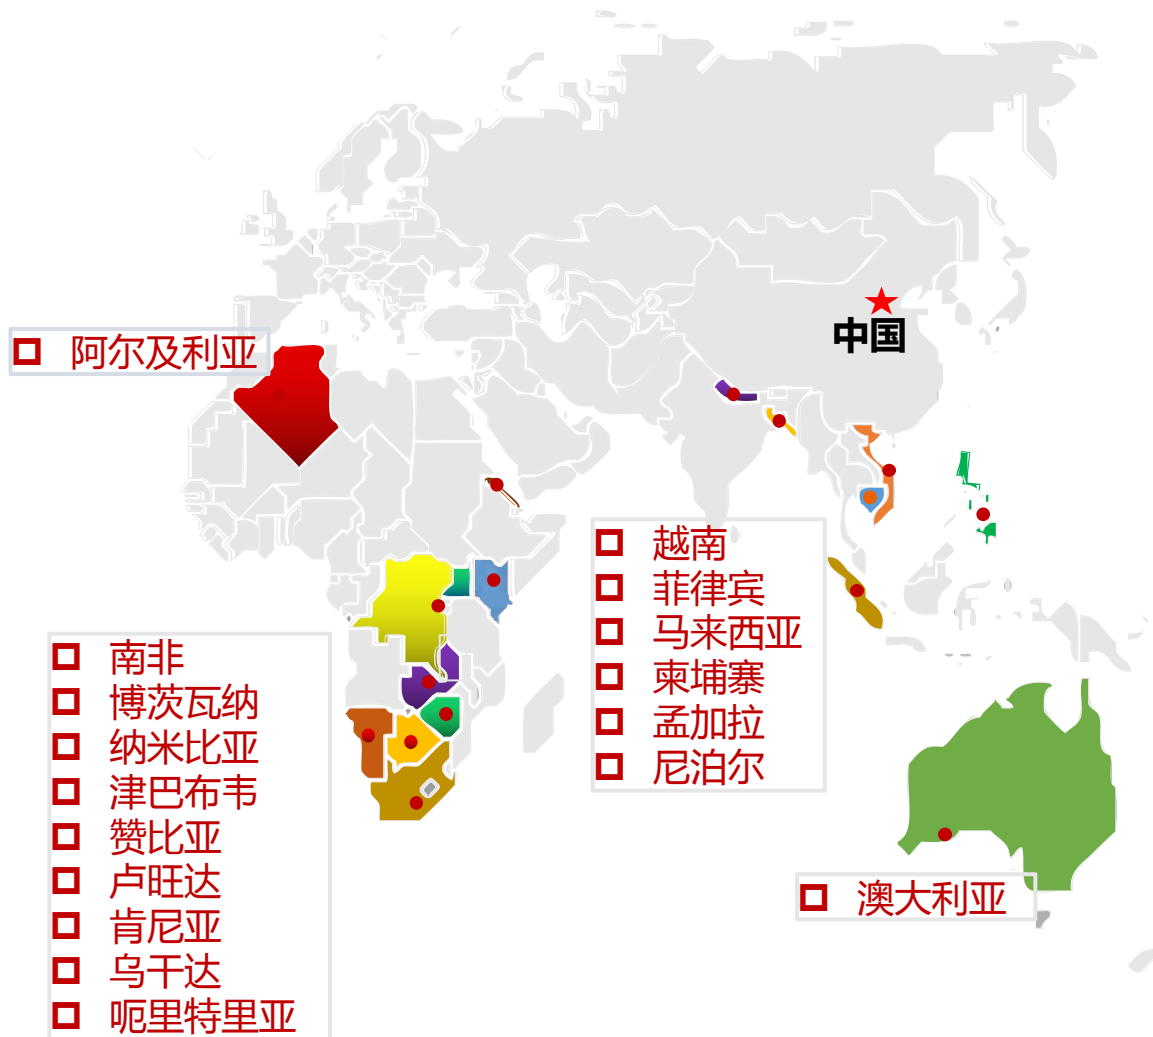 中国
阿尔及利亚
越南
菲律宾
马来西亚
柬埔寨
孟加拉
尼泊尔
南非
博茨瓦纳
纳米比亚
津巴布韦
赞比亚
卢旺达
肯尼亚
乌干达
呃里特里亚
澳大利亚